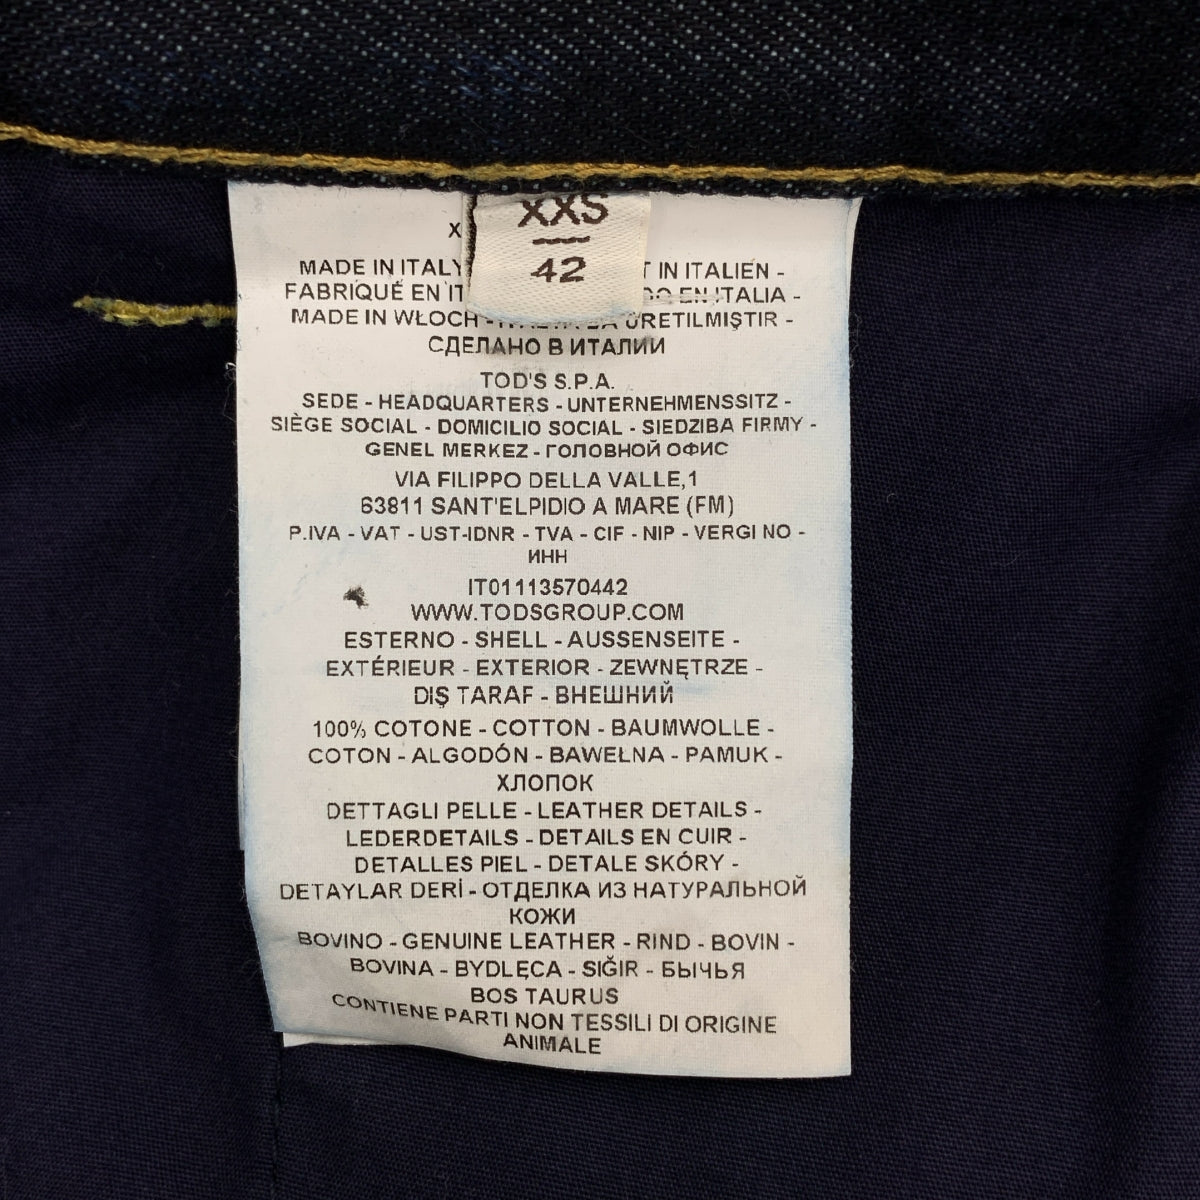 XXS
42
X
MADE IN ITALY IN ITALIEN -
FABRIQUÉ EN EN ITALIA -
MADE IN WŁOCH - ÜRETILMIŞTIR -
СДЕЛАНО В ИТАЛИИ
TOD'S S.P.A.
SEDE - HEADQUARTERS - UNTERNEHMENSSITZ -
SIÈGE SOCIAL - DOMICILIO SOCIAL - SIEDZIBA FIRMY -
GENEL MERKEZ - ГОЛОВНОЙ ОФИС
VIA FILIPPO DELLA VALLE,1
63811 SANT'ELPIDIO A MARE (FM)
P.IVA - VAT - UST-IDNR - TVA - CIF - NIP - VERGI NO -
ИНН
IT01113570442
WWW.TODSGROUP.COM
ESTERNO - SHELL - AUSSENSEITE -
EXTÉRIEUR - EXTERIOR - ZEWNĘTRZE -
DIŞ TARAF - ВНЕШНИЙ
100% COTONE - COTTON - BAUMWOLLE -
COTON - ALGODÓN - BAWEŁNA - PAMUK -
ХЛОПОК
DETTAGLI PELLE - LEATHER DETAILS -
LEDERDETAILS - DETAILS EN CUIR -
DETALLES PIEL - DETALE SKÓRY -
DETAYLAR DERİ - ОТДЕЛКА ИЗ НАТУРАЛЬНОЙ
КОЖИ
BOVINO - GENUINE LEATHER - RIND - BOVIN -
BOVINA - BYDLĘCA - SIĞIR - БЫЧЬЯ
BOS TAURUS
CONTIENE PARTI NON TESSILI DI ORIGINE
ANIMALE